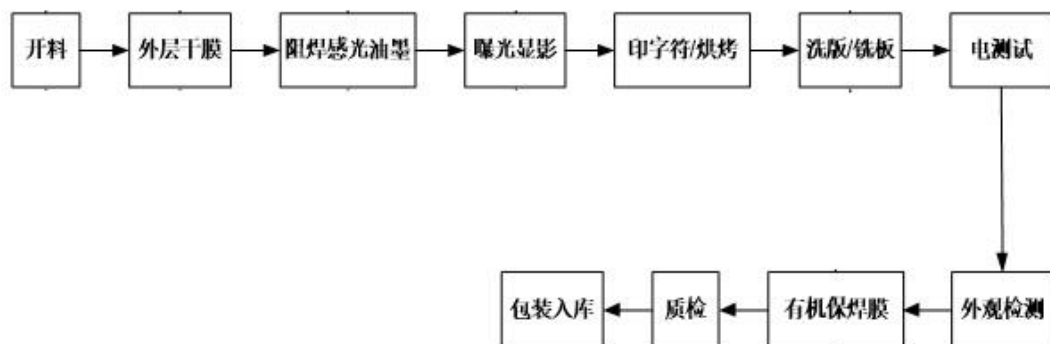 开料
外层干膜
阻焊感光油墨
曝光显影
印字符/烘烤
洗版/铣板
电测试
外观检测
有机保焊膜
质检
包装入库